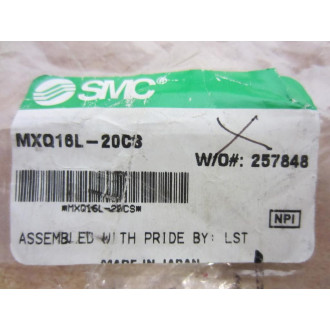 SMC
MXQ16L-20CS
W/O#: 257848
*MXQ16L-20CS*
NPI
ASSEMBLED WITH PRIDE BY: LST
MADE IN JAPAN